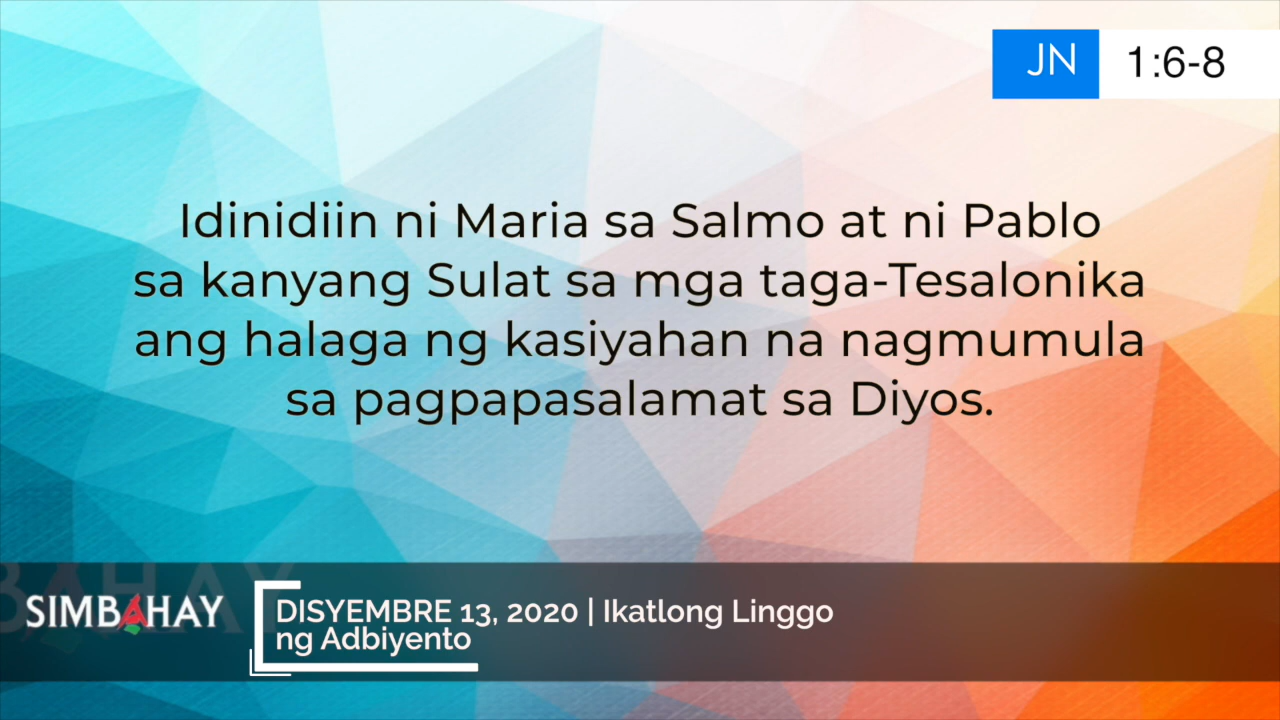 JN 1:6-8
Idinidiin ni Maria sa Salmo at ni Pablo
sa kanyang Sulat sa mga taga-Tesalonika
ang halaga ng kasiyahan na nagmumula
sa pagpapasalamat sa Diyos.
SIMBAHAY
DISYEMBRE 13, 2020 | Ikatlong Linggo
ng Adbiyento